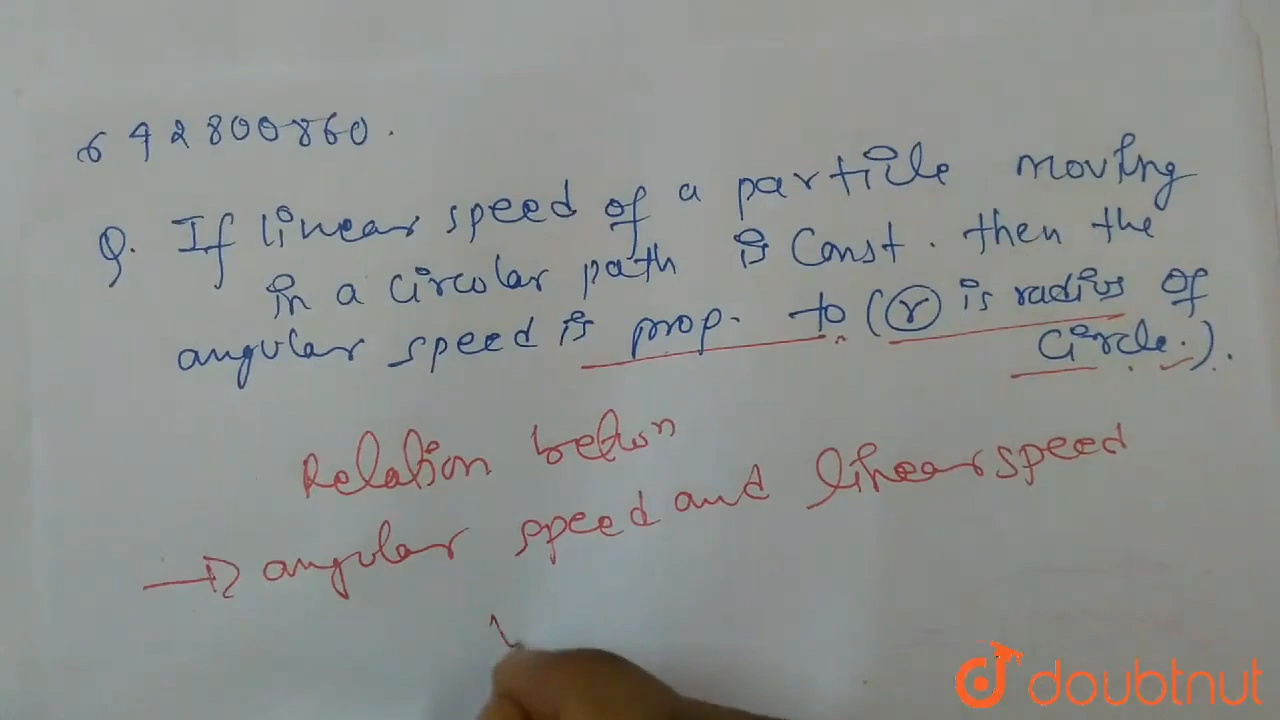 642800860.
Q. If linear speed of a particle moving
in a circular path is Const. then the
angular speed is prop. to (r is radius of
Circle.).
Relation betwn
→ angular speed and linear speed
doubtnut